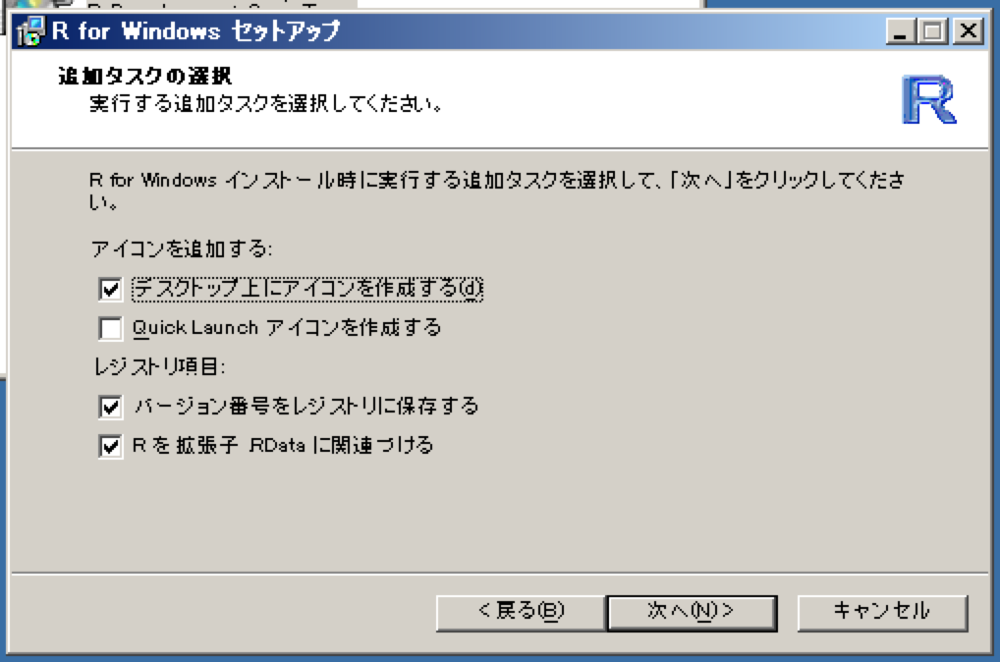 R for Windows セットアップ
追加タスクの選択
実行する追加タスクを選択してください。
R
R for Windows インストール時に実行する追加タスクを選択して、「次へ」をクリックしてくださ
い。
アイコンを追加する:
デスクトップ上にアイコンを作成する(d)
Quick Launch アイコンを作成する
レジストリ項目:
バージョン番号をレジストリに保存する
R を拡張子 .RData に関連づける
< 戻る(B)
次へ(N) >
キャンセル